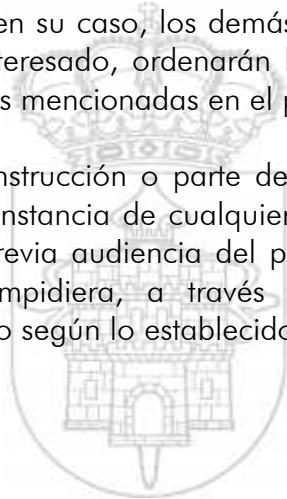 en su caso, los demás
teresado, ordenarán
s mencionadas en el
nstrucción o parte de
instancia de cualquier
revia audiencia del
mpidiera, a través
o según lo establecido